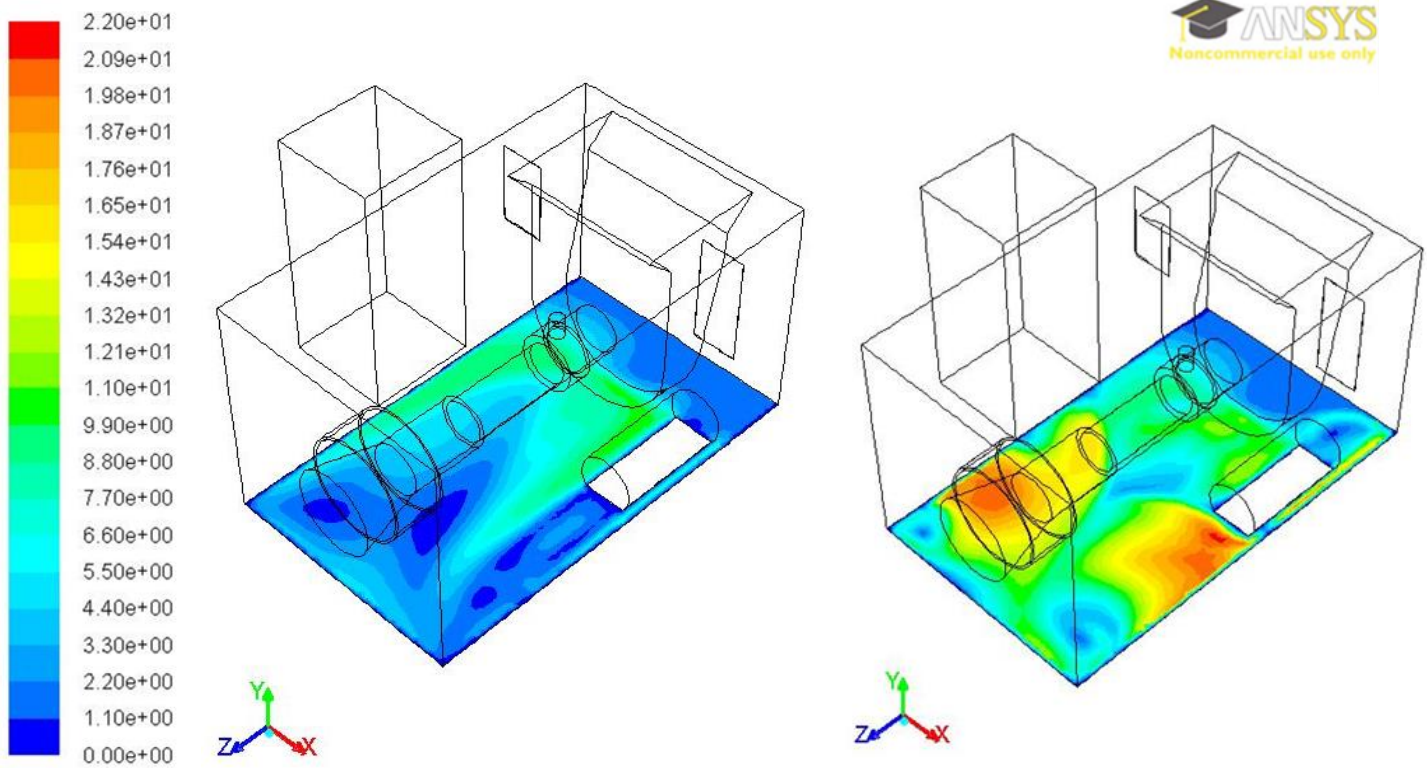 2.20e+01
2.09e+01
1.98e+01
1.87e+01
1.76e+01
1.65e+01
1.54e+01
1.43e+01
1.32e+01
1.21e+01
1.10e+01
9.90e+00
8.80e+00
7.70e+00
6.60e+00
5.50e+00
4.40e+00
3.30e+00
2.20e+00
1.10e+00
0.00e+00
Y
Z
X
ANSYS
Noncommercial use only
Y
Z
X